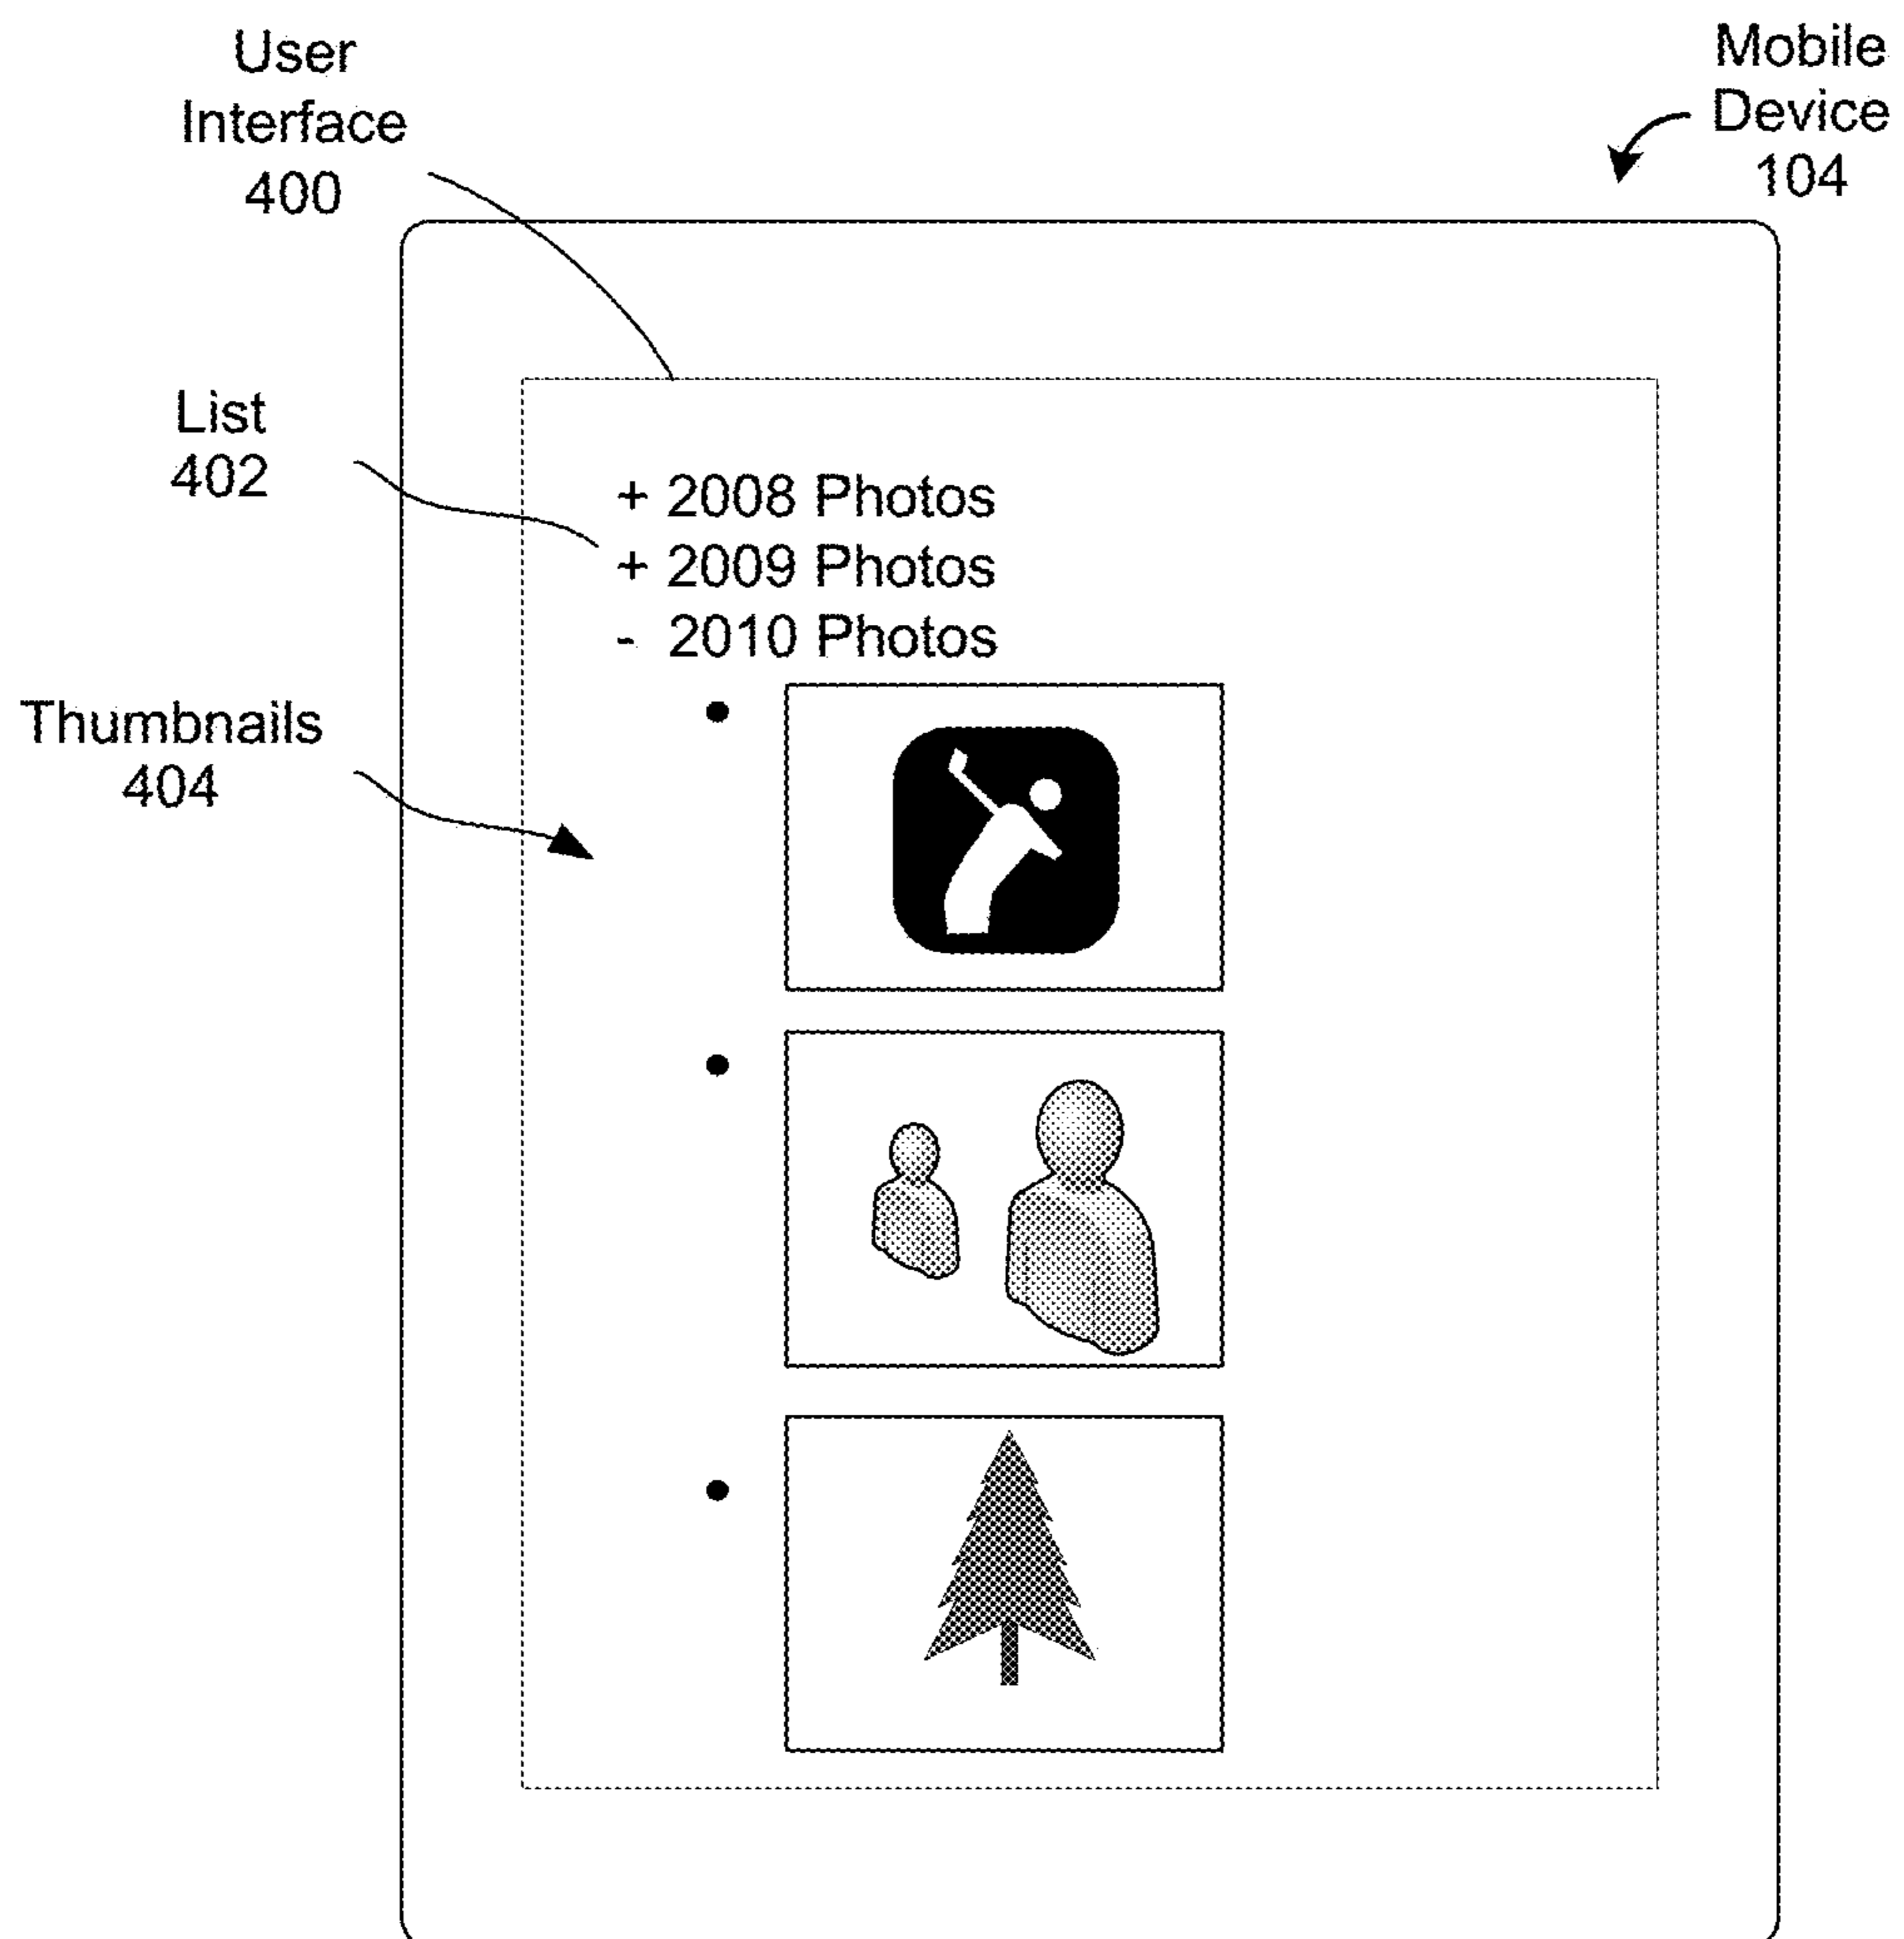 User
Interface
400
Mobile
Device
104
List
402
+ 2008 Photos
+ 2009 Photos
- 2010 Photos
Thumbnails
404